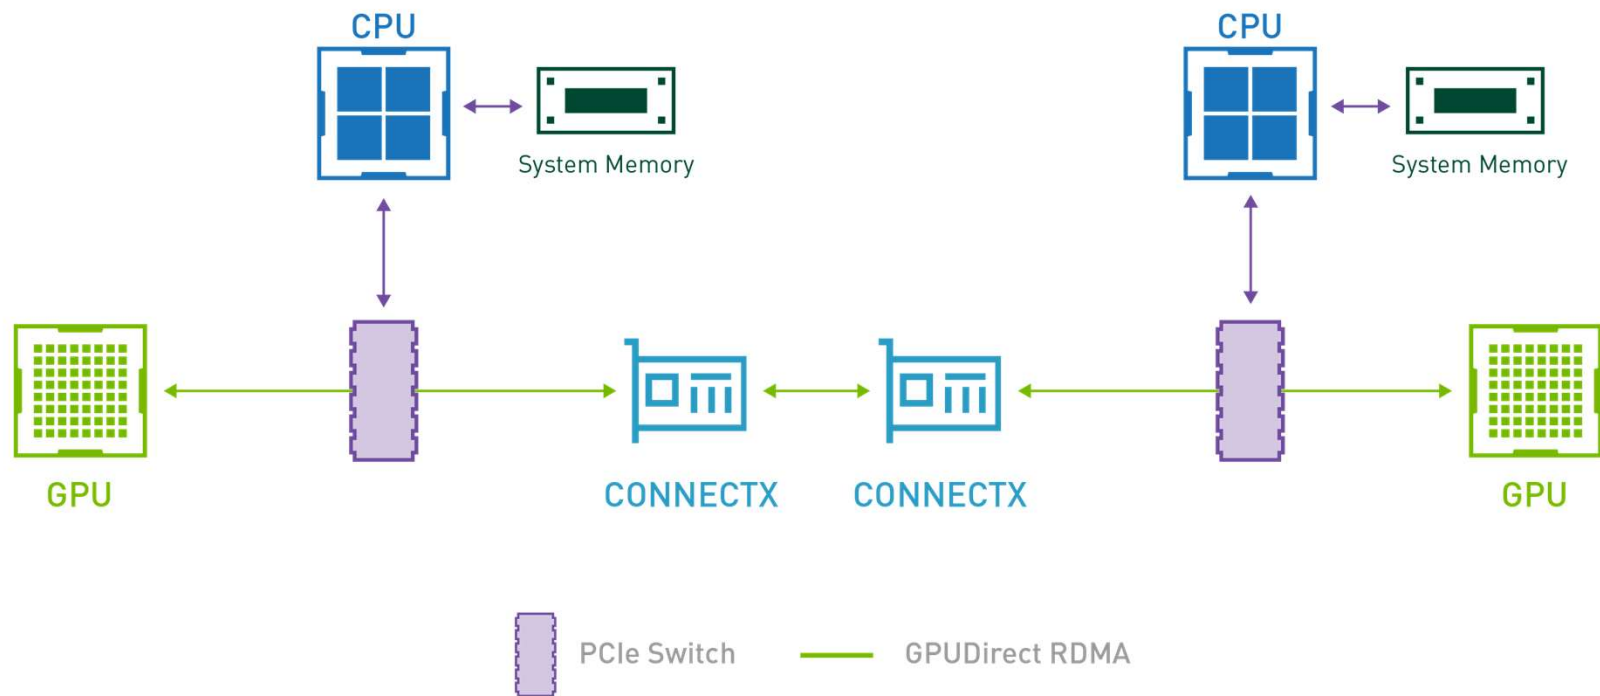 CPU
CPU
System Memory
System Memory
GPU
CONNECTX
CONNECTX
GPU
PCIe Switch
GPUDirect RDMA